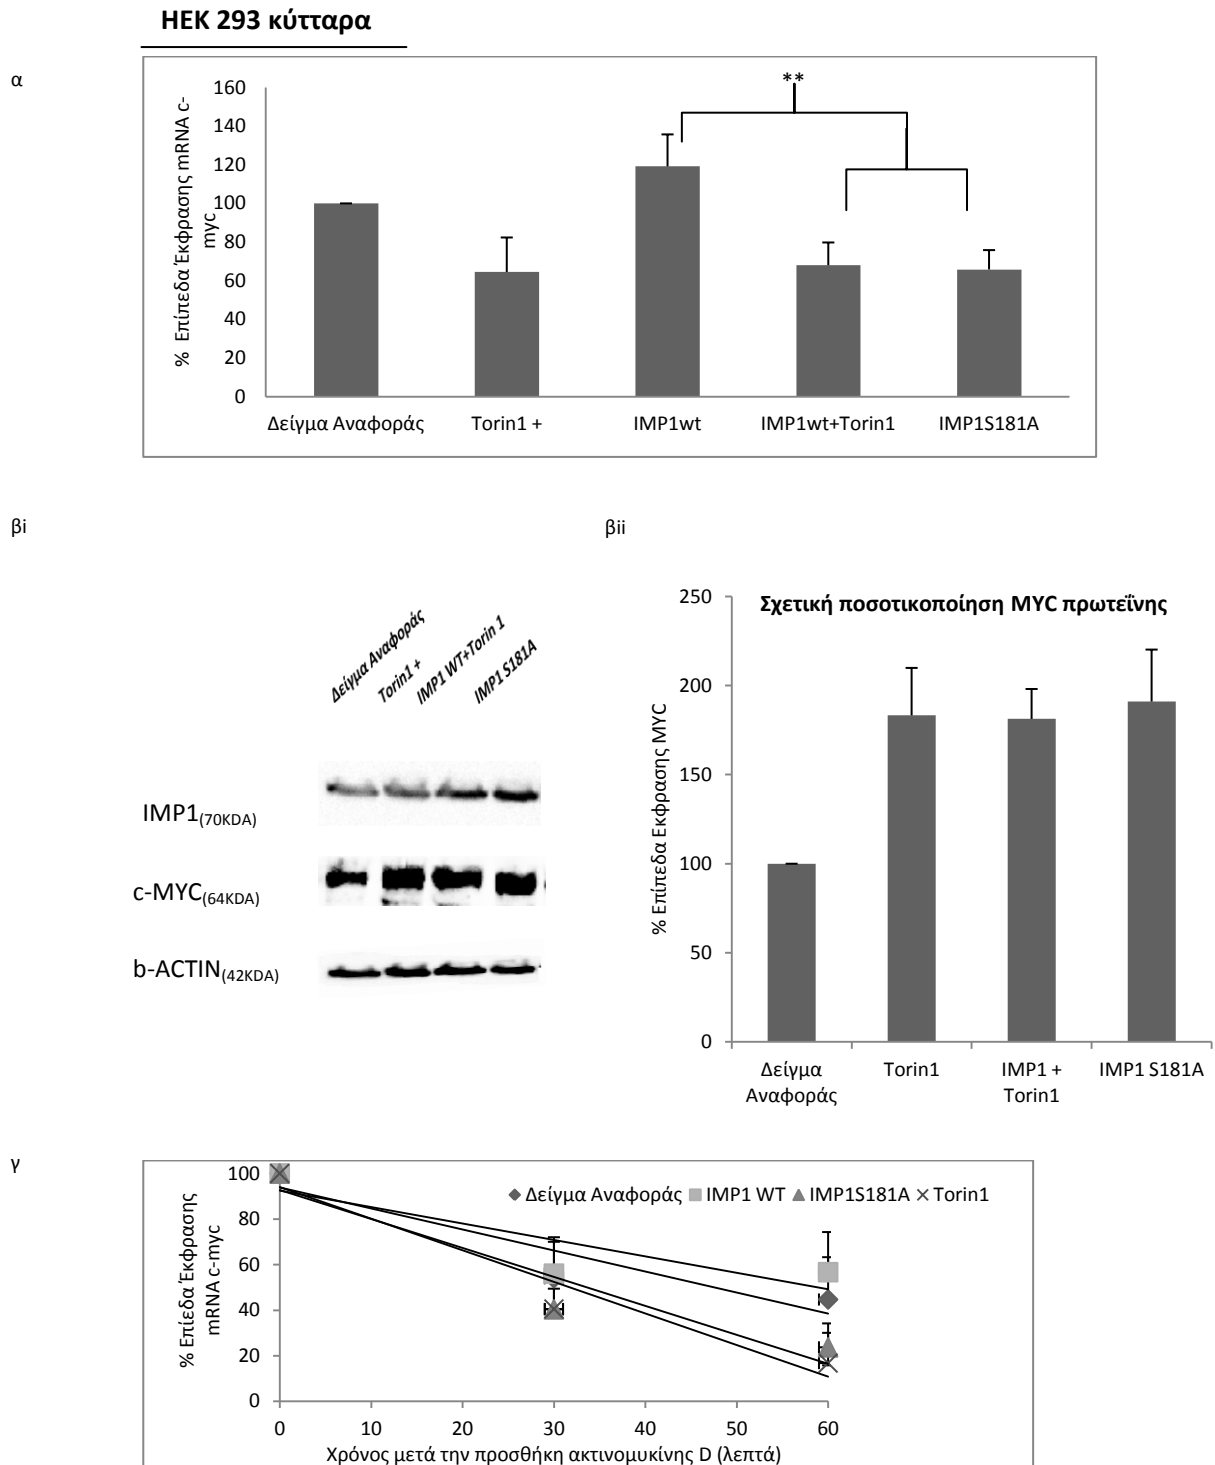 HEK 293 κύτταρα
α
% Επίπεδα Έκφρασης mRNA c-
myc
160
140
120
100
80
60
40
20
0
**
Δείγμα Αναφοράς Torin1 + IMP1wt IMP1wt+Torin1 IMP1S181A
βi
βii
Δείγμα Αναφοράς
Torin1 +
IMP1 WT+Torin 1
IMP1 S181A
IMP1(70KDA)
c-MYC(64KDA)
b-ACTIN(42KDA)
Σχετική ποσοτικοποίηση MYC πρωτεΐνης
% Επίπεδα Εκφρασης MYC
250
200
150
100
50
0
Δείγμα
Αναφοράς
Torin1
IMP1 +
Torin1
IMP1 S181A
γ
% Επίεδα Έκφρασης
mRNA c-myc
100
80
60
40
20
0
Δείγμα Αναφοράς IMP1 WT IMP1S181A Torin1
0 10 20 30 40 50 60
Χρόνος μετά την προσθήκη ακτινομυκίνης D (λεπτά)